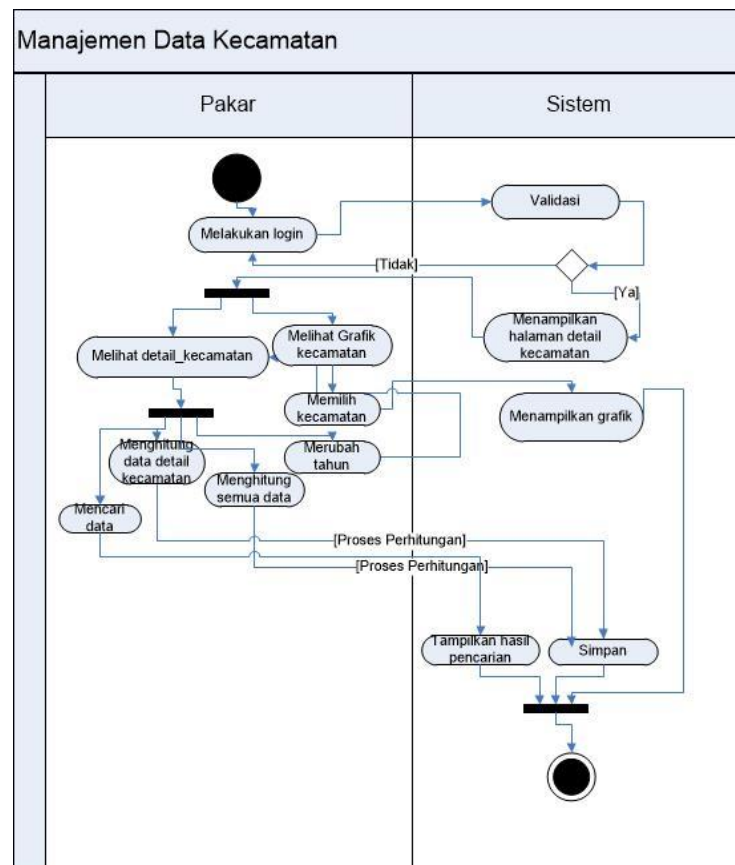 Manajemen Data Kecamatan
Pakar
Sistem
Validasi
Melakukan login
[Tidak]
[Ya]
Melihat Grafik
kecamatan
Menampilkan
halaman detail
kecamatan
Melihat detail_kecamatan
Memilih
kecamatan
Menampilkan grafik
Merubah
tahun
Menghitung
data detail
kecamatan
Menghitung
semua data
Mencari
data
[Proses Perhitungan]
[Proses Perhitungan]
Tampilkan hasil
pencarian
Simpan